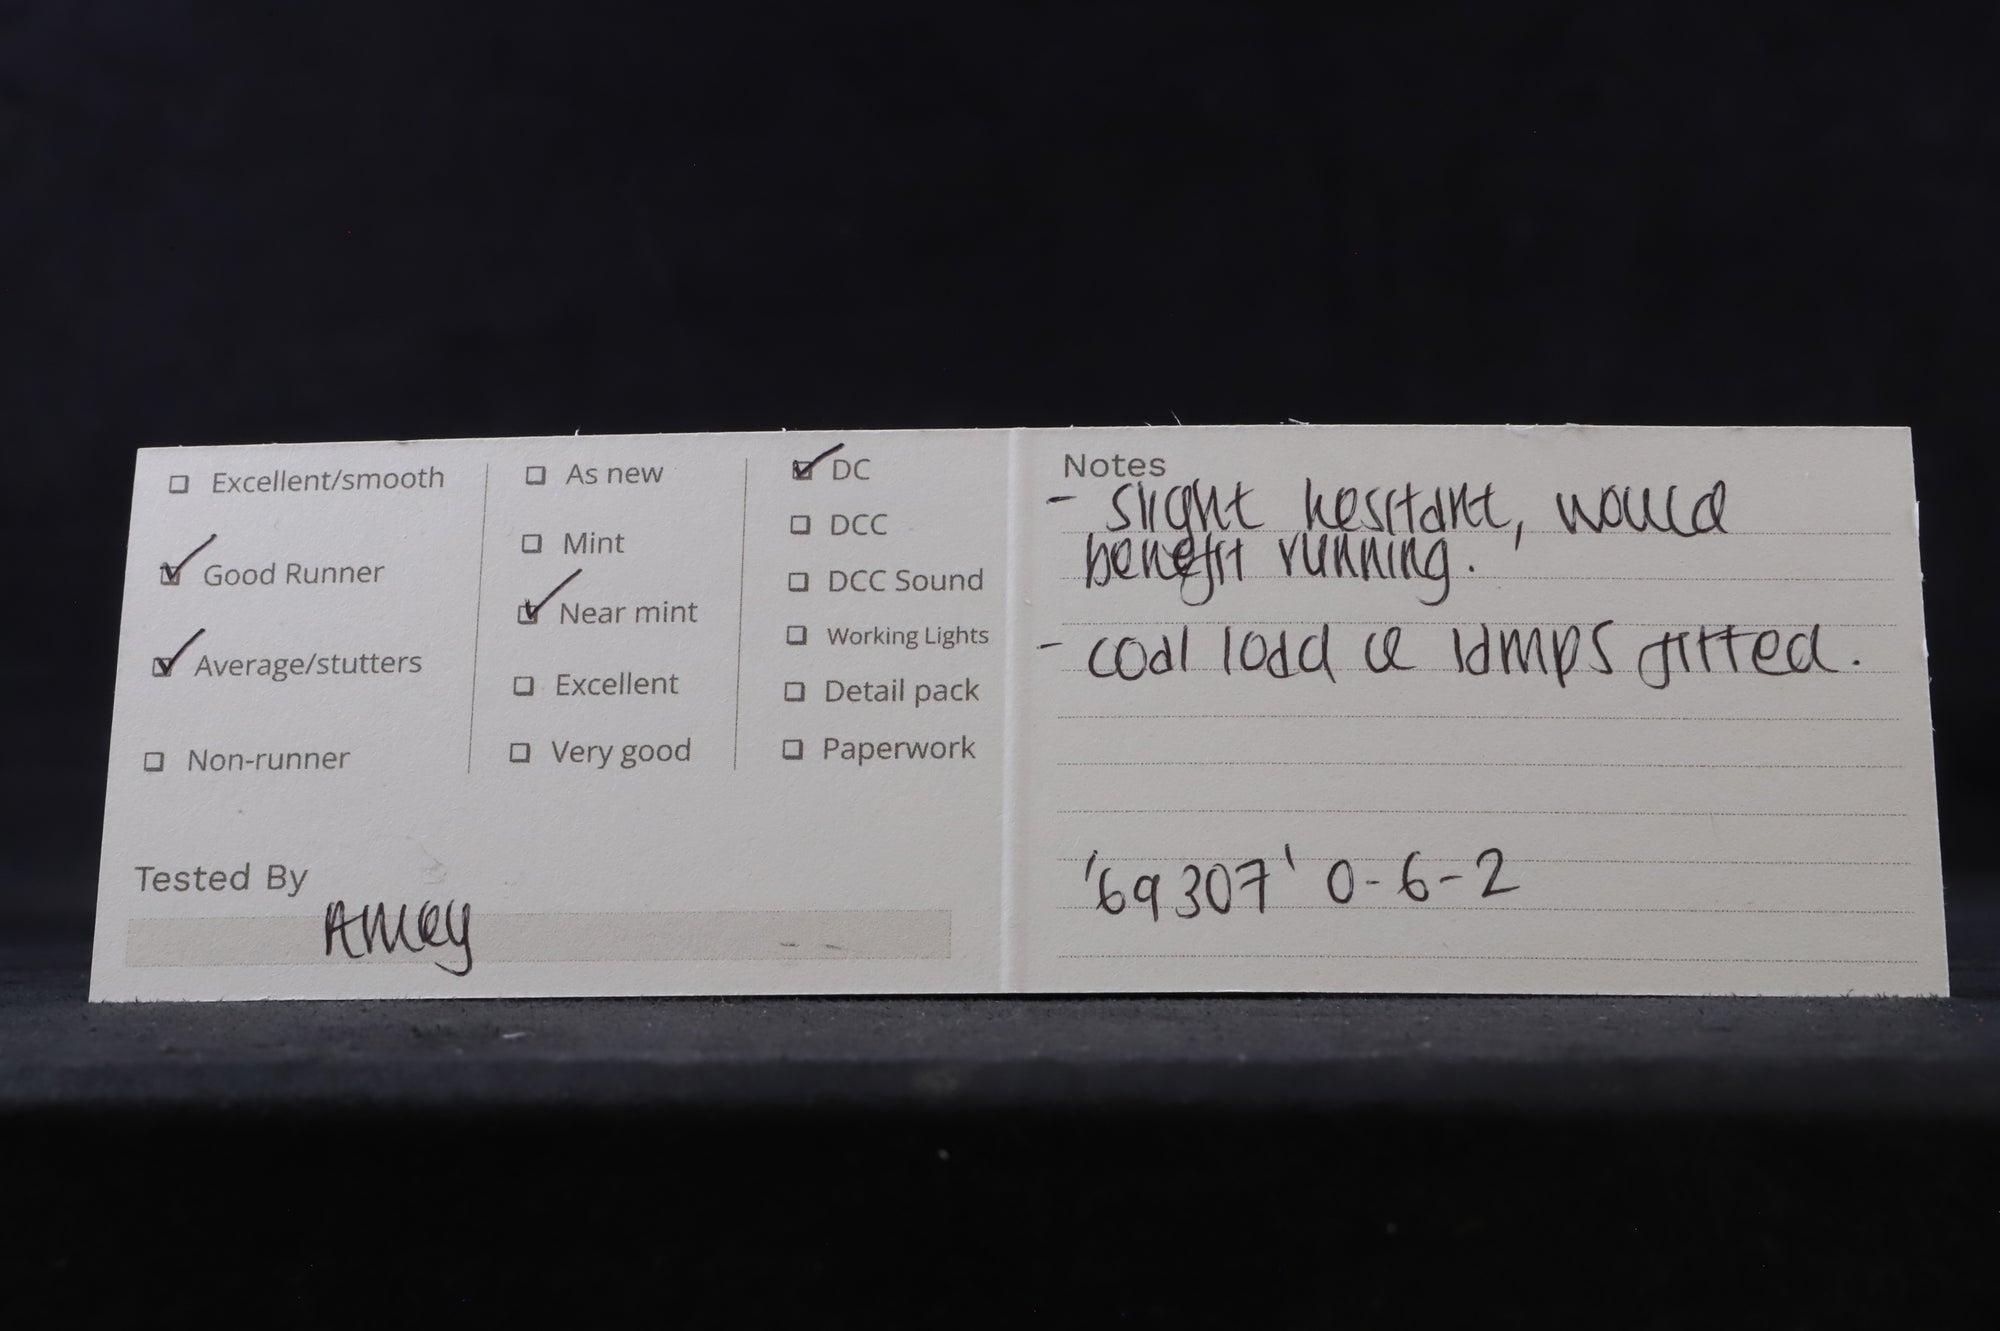 ☐ Excellent/smooth
☑ Good Runner
☑ Average/stutters
☐ Non-runner
☐ As new
☐ Mint
☑ Near mint
☐ Excellent
☐ Very good
☑ DC
☐ DCC
☐ DCC Sound
☐ Working Lights
☐ Detail pack
☐ Paperwork
Tested By
Notes
- slight hesitant, would
benefit running.
- coal load & lamps fitted.
'69307' 0-6-2